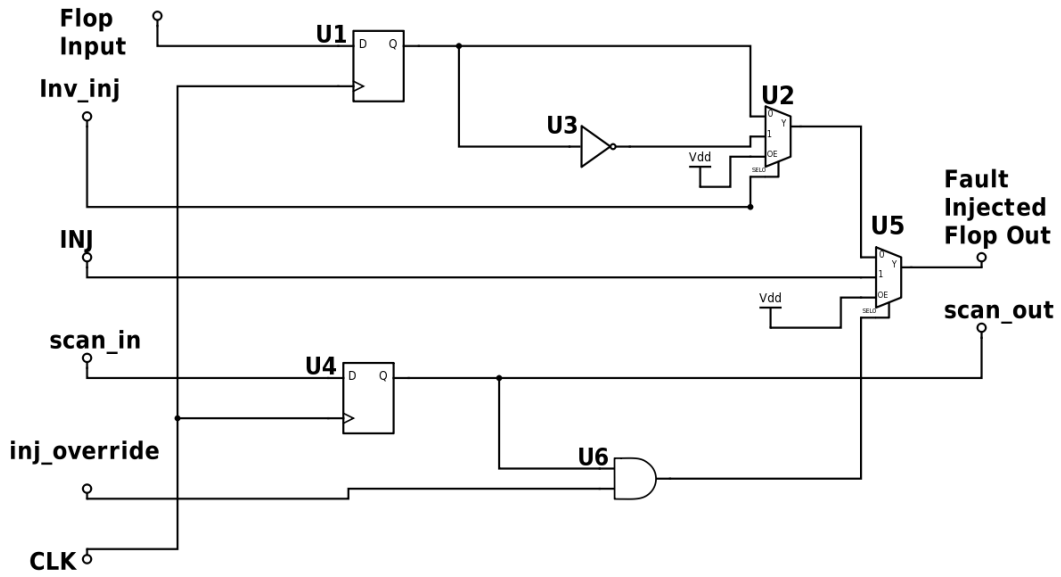 Flop
Input
U1
D
Q
Inv_inj
U2
0
Y
1
OE
SEL0
U3
Vdd
Fault
Injected
Flop Out
U5
0
Y
1
OE
SEL0
INJ
Vdd
scan_out
scan_in
U4
D
Q
inj_override
U6
CLK